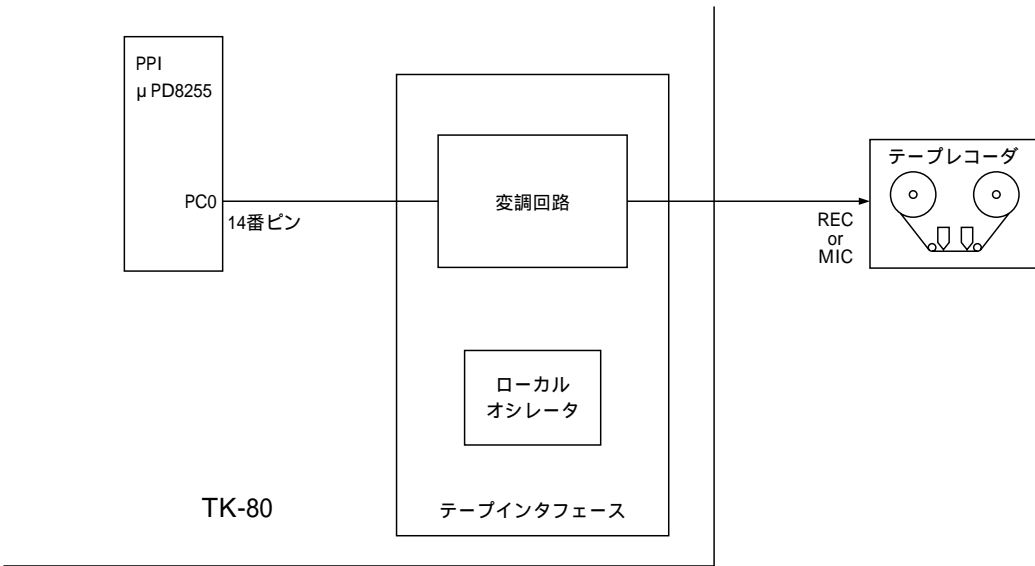 PPI
μPD8255
PC0
14番ピン
変調回路
テープレコーダ
REC
or
MIC
ローカル
オシレータ
TK-80
テープインタフェース